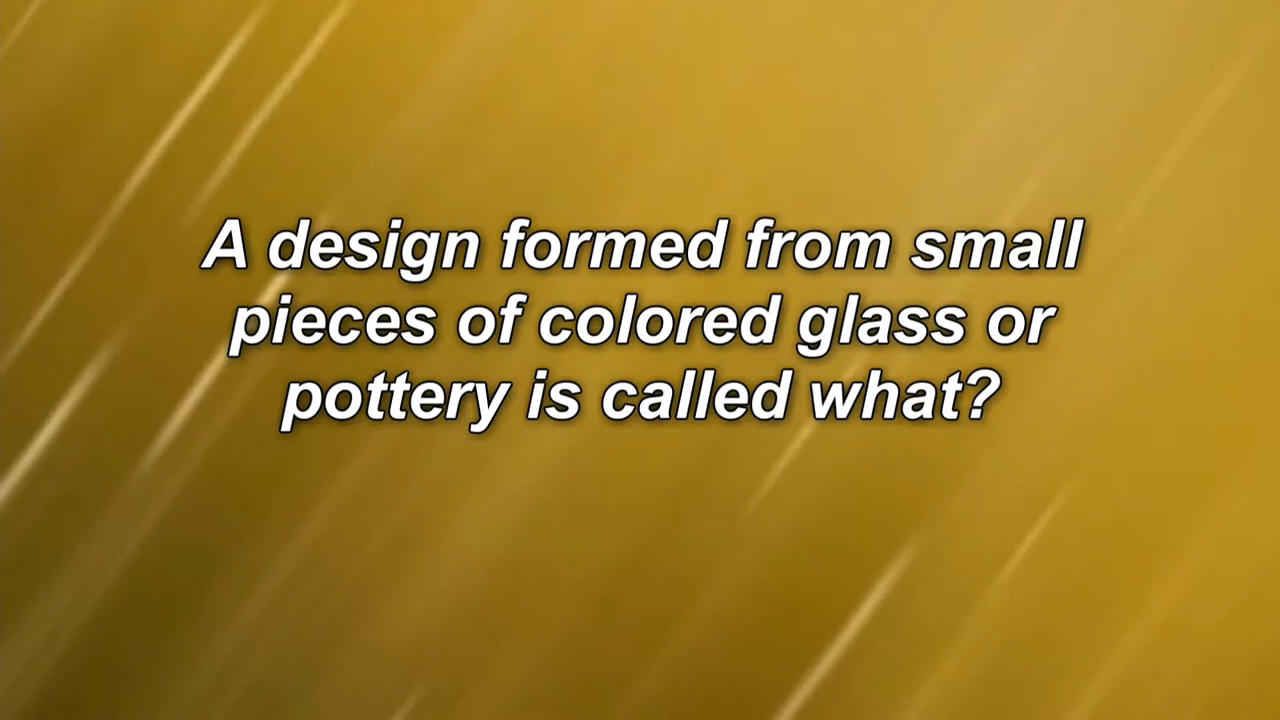 A design formed from small
pieces of colored glass or
pottery is called what?